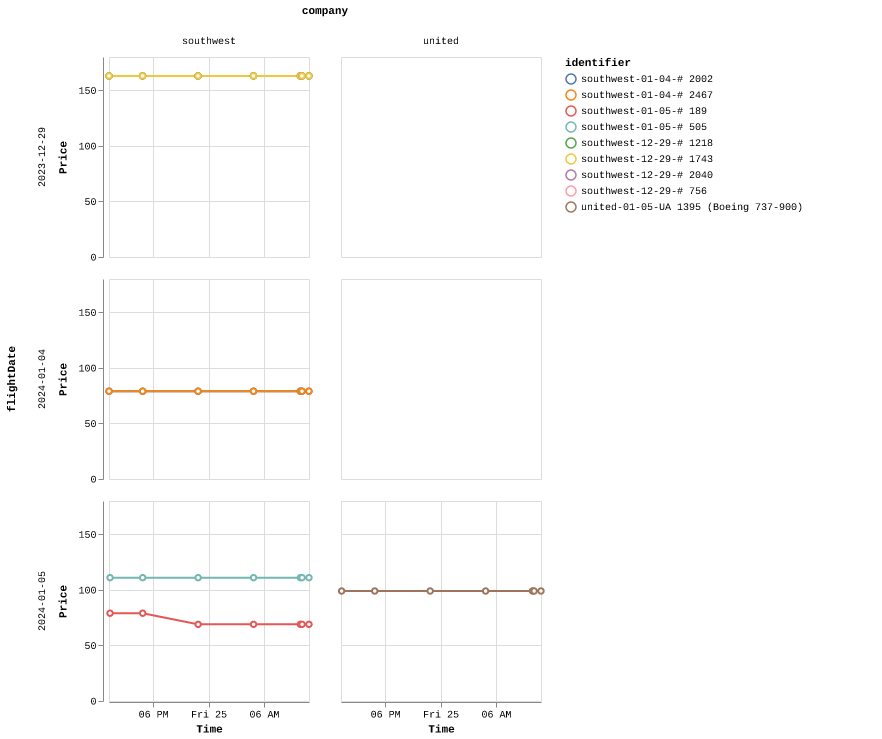 company
southwest united
identifier
southwest-01-04-# 2002
southwest-01-04-# 2467
southwest-01-05-# 189
southwest-01-05-# 505
southwest-12-29-# 1218
southwest-12-29-# 1743
southwest-12-29-# 2040
southwest-12-29-# 756
united-01-05-UA 1395 (Boeing 737-900)
flightDate
2023-12-29
Price
150
100
50
0
2024-01-04
Price
150
100
50
0
2024-01-05
Price
150
100
50
0
06 PM Fri 25 06 AM
Time
06 PM Fri 25 06 AM
Time